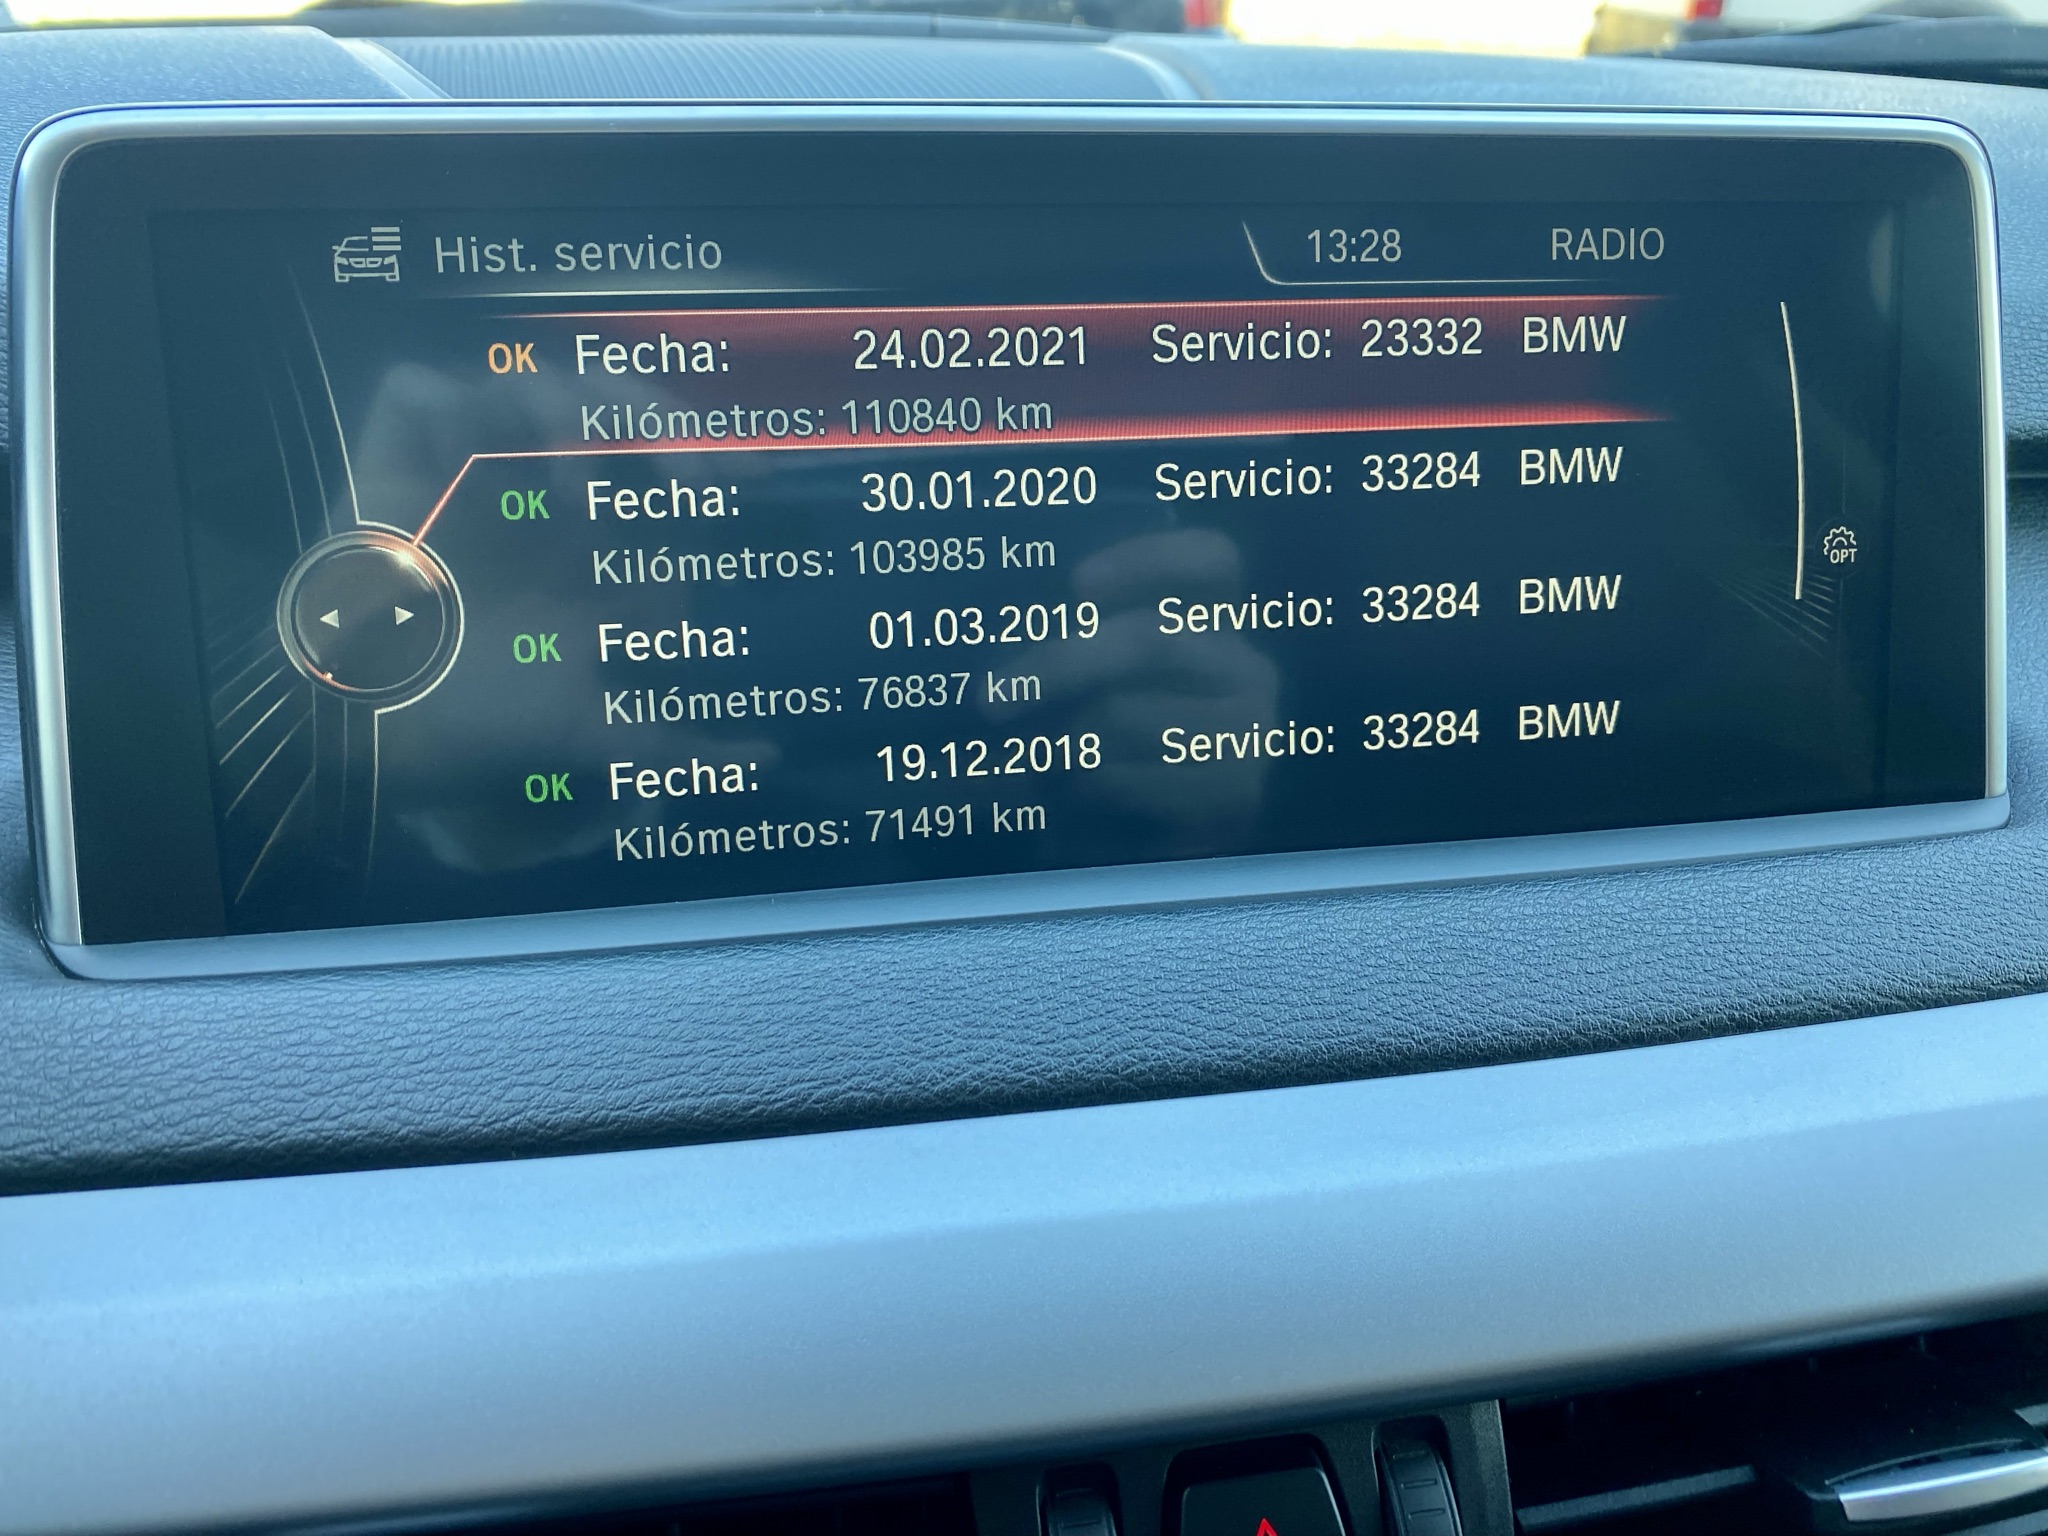 Hist. servicio 13:28 RADIO
OK Fecha: 24.02.2021 Servicio: 23332 BMW
Kilómetros: 110840 km
OK Fecha: 30.01.2020 Servicio: 33284 BMW
Kilómetros: 103985 km
OPT
OK Fecha: 01.03.2019 Servicio: 33284 BMW
Kilómetros: 76837 km
OK Fecha: 19.12.2018 Servicio: 33284 BMW
Kilómetros: 71491 km